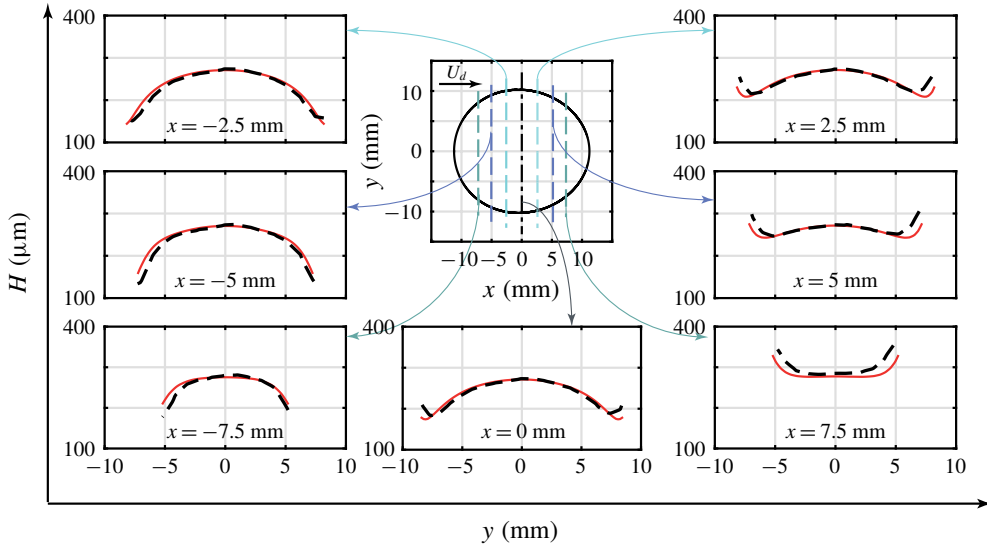 400
100
x = −2.5 mm
400
100
x = −5 mm
400
100
x = −7.5 mm
−10 −5 0 5 10
U_d
10
0
−10
y (mm)
−10 −5 0 5 10
x (mm)
400
100
x = 0 mm
−10 −5 0 5 10
400
100
x = 2.5 mm
400
100
x = 5 mm
400
100
x = 7.5 mm
−10 −5 0 5 10
H (μm)
y (mm)